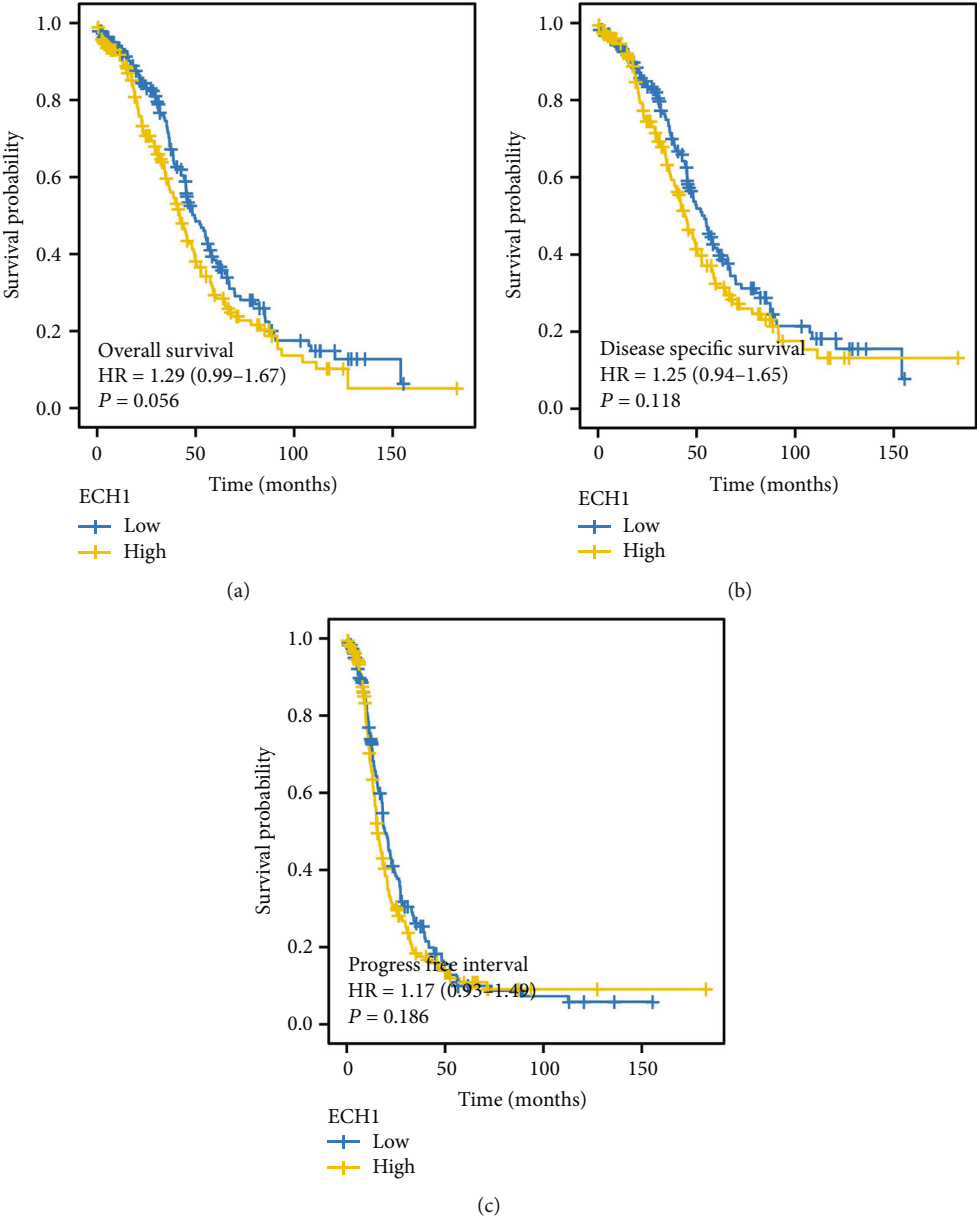 1.0
0.8
0.6
0.4
0.2
0.0
Survival probability
Overall survival
HR = 1.29 (0.99–1.67)
P = 0.056
0 50 100 150
Time (months)
ECH1
Low
High
(a)
1.0
0.8
0.6
0.4
0.2
0.0
Survival probability
Disease specific survival
HR = 1.25 (0.94–1.65)
P = 0.118
0 50 100 150
Time (months)
ECH1
Low
High
(b)
1.0
0.8
0.6
0.4
0.2
0.0
Survival probability
Progress free interval
HR = 1.17 (0.93–1.49)
P = 0.186
0 50 100 150
Time (months)
ECH1
Low
High
(c)